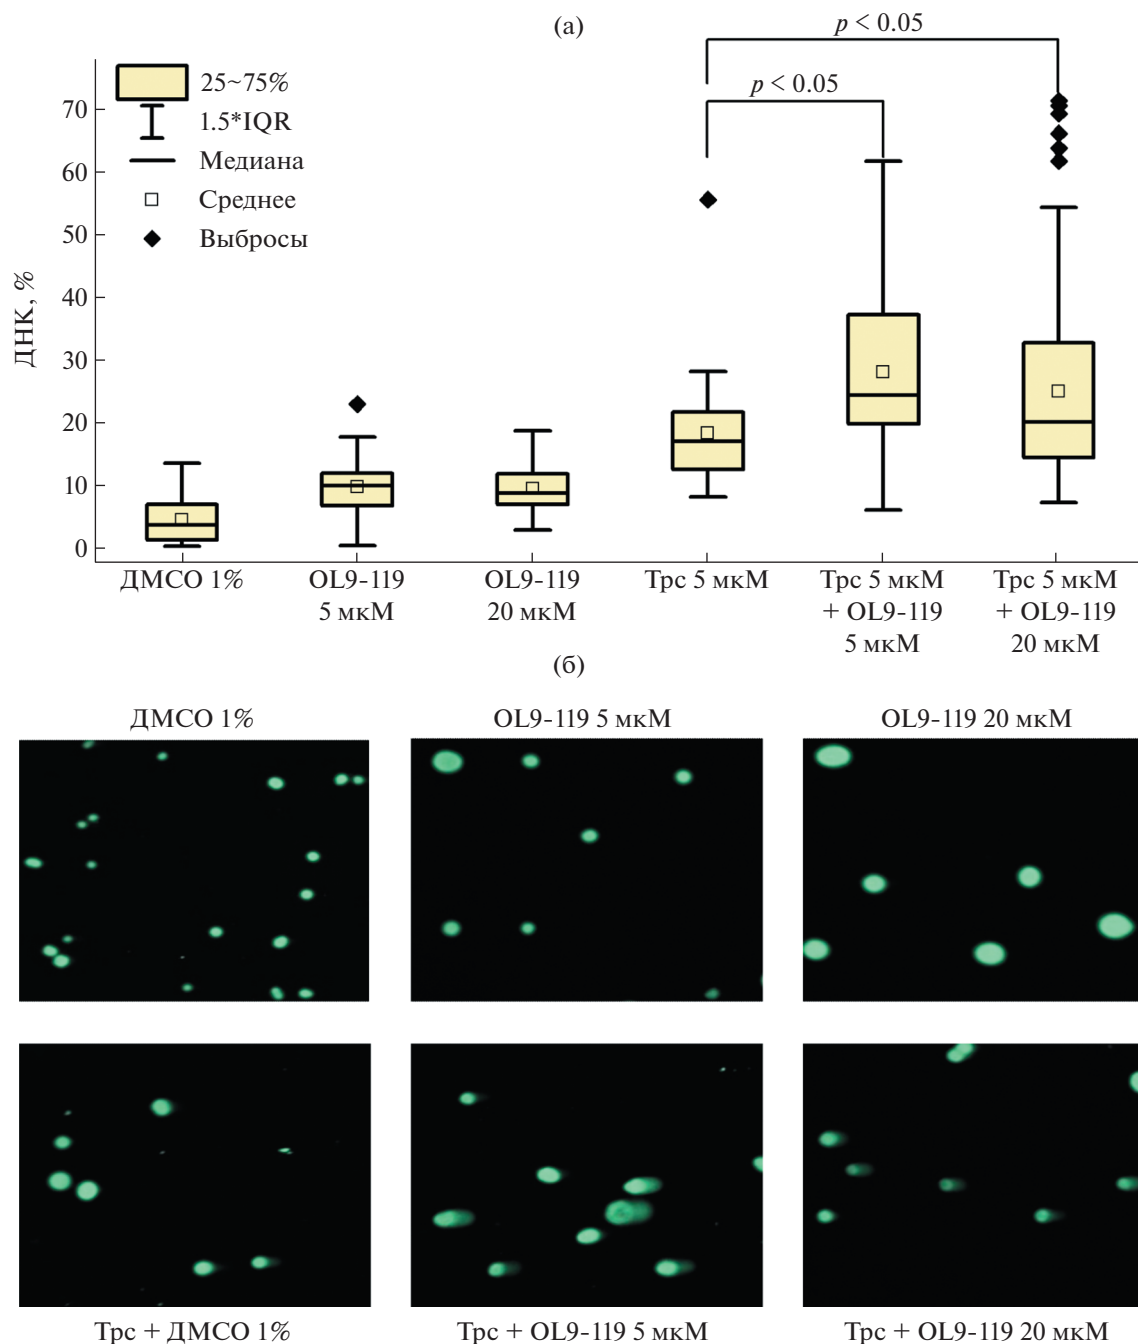 (а)
p < 0.05
p < 0.05
25~75%
1.5*IQR
Медиана
Среднее
Выбросы
ДНК, %
70
60
50
40
30
20
10
0
ДМСО 1%
OL9-119
5 мкМ
OL9-119
20 мкМ
Трс 5 мкМ
Трс 5 мкМ
+ OL9-119
5 мкМ
Трс 5 мкМ
+ OL9-119
20 мкМ
(б)
ДМСО 1%
OL9-119 5 мкМ
OL9-119 20 мкМ
Трс + ДМСО 1%
Трс + OL9-119 5 мкМ
Трс + OL9-119 20 мкМ